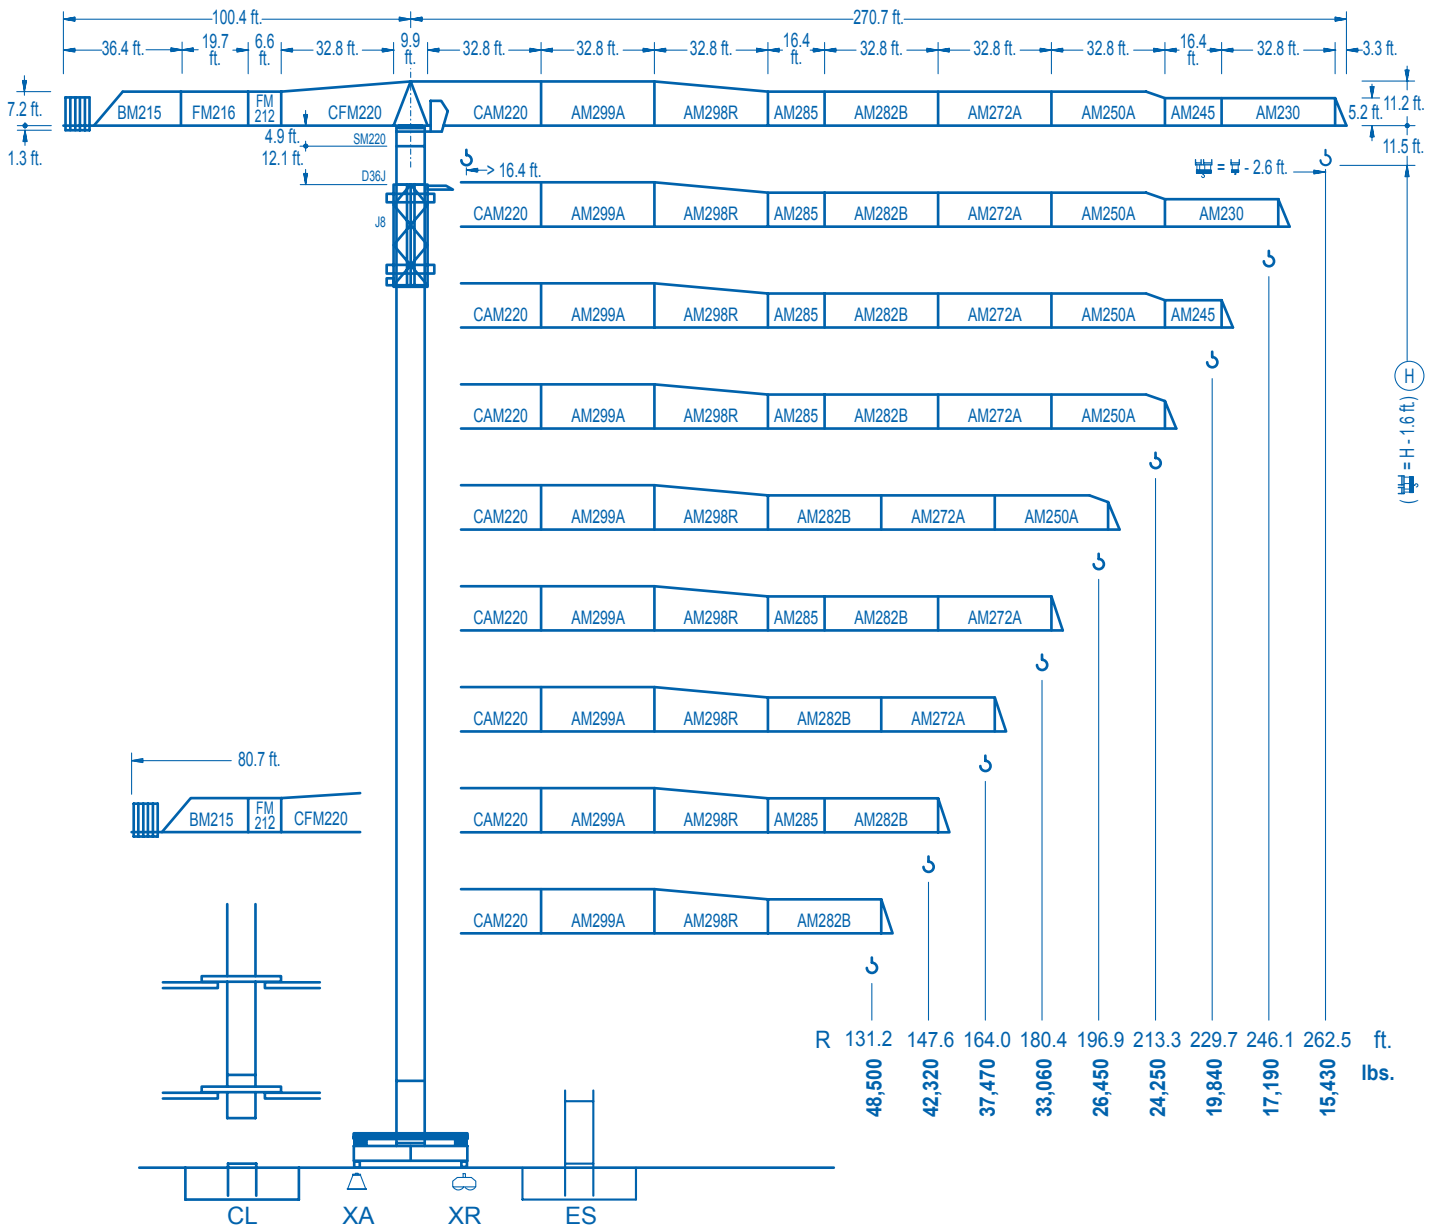 100.4 ft. 270.7 ft.
36.4 ft. 19.7 ft. 6.6 ft. 32.8 ft. 9.9 ft. 32.8 ft. 32.8 ft. 32.8 ft. 16.4 ft. 32.8 ft. 32.8 ft. 32.8 ft. 16.4 ft. 32.8 ft. 3.3 ft.
7.2 ft. BM215 FM216 FM 212 CFM220 CAM220 AM299A AM298R AM285 AM282B AM272A AM250A AM245 AM230 5.2 ft. 11.2 ft.
1.3 ft. 4.9 ft. SM220 11.5 ft.
12.1 ft. > 16.4 ft. = - 2.6 ft.
D36J
J8 CAM220 AM299A AM298R AM285 AM282B AM272A AM250A AM230
CAM220 AM299A AM298R AM285 AM282B AM272A AM250A AM245
H
( = H - 1.6 ft.)
CAM220 AM299A AM298R AM285 AM282B AM272A AM250A
CAM220 AM299A AM298R AM282B AM272A AM250A
CAM220 AM299A AM298R AM285 AM282B AM272A
CAM220 AM299A AM298R AM282B AM272A
80.7 ft.
BM215 FM 212 CFM220 CAM220 AM299A AM298R AM285 AM282B
CAM220 AM299A AM298R AM282B
R 131.2 147.6 164.0 180.4 196.9 213.3 229.7 246.1 262.5 ft.
48,500 42,320 37,470 33,060 26,450 24,250 19,840 17,190 15,430 lbs.
CL XA XR ES